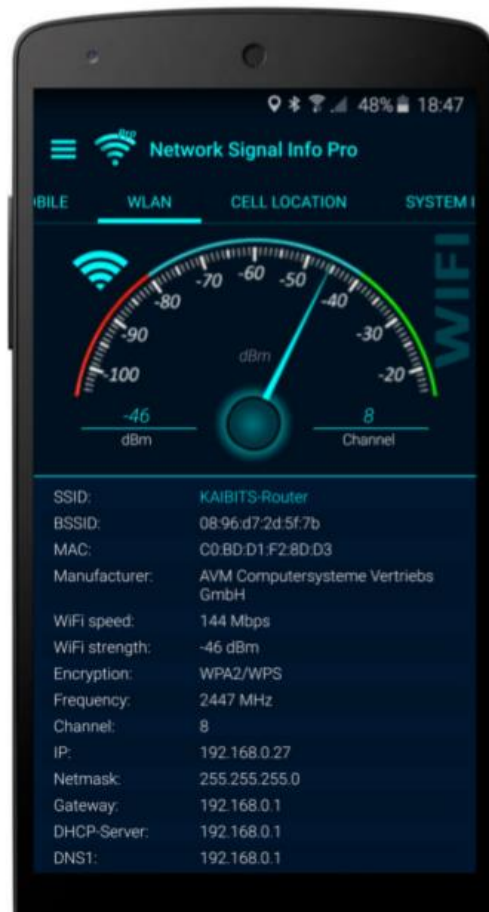 48% 18:47
Pro
Network Signal Info Pro
BILE WLAN CELL LOCATION SYSTEM I
WIFI
-100 -90 -80 -70 -60 -50 -40 -30 -20
dBm
-46 8
dBm Channel
SSID: KAIBITS-Router
BSSID: 08:96:d7:2d:5f:7b
MAC: C0:BD:D1:F2:8D:D3
Manufacturer: AVM Computersysteme Vertriebs
GmbH
WiFi speed: 144 Mbps
WiFi strength: -46 dBm
Encryption: WPA2/WPS
Frequency: 2447 MHz
Channel: 8
IP: 192.168.0.27
Netmask: 255.255.255.0
Gateway: 192.168.0.1
DHCP-Server: 192.168.0.1
DNS1: 192.168.0.1